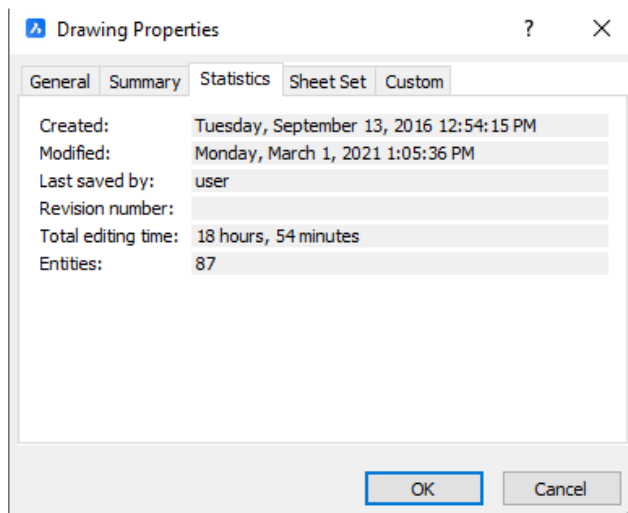 Drawing Properties
General Summary Statistics Sheet Set Custom
Created: Tuesday, September 13, 2016 12:54:15 PM
Modified: Monday, March 1, 2021 1:05:36 PM
Last saved by: user
Revision number:
Total editing time: 18 hours, 54 minutes
Entities: 87
OK Cancel